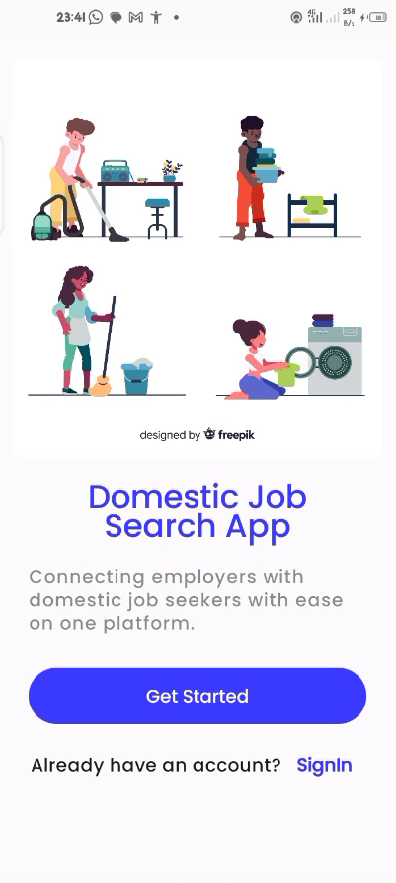 23:41 4G 258 B/s
designed by freepik
Domestic Job
Search App
Connecting employers with
domestic job seekers with ease
on one platform.
Get Started
Already have an account? SignIn